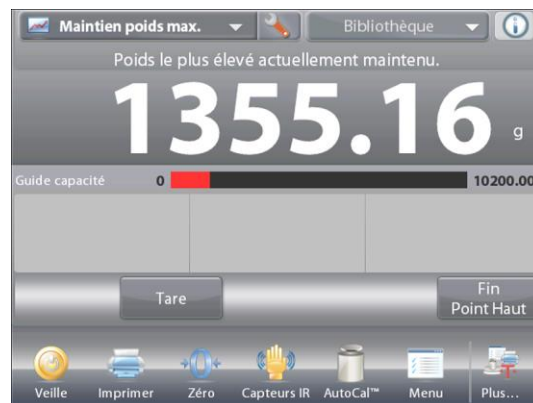 Maintien poids max.
Bibliothèque
Poids le plus élevé actuellement maintenu.
1355.16 g
Guide capacité 0 10200.00
Tare
Fin
Point Haut
Veille Imprimer Zéro Capteurs IR AutoCal™ Menu Plus...